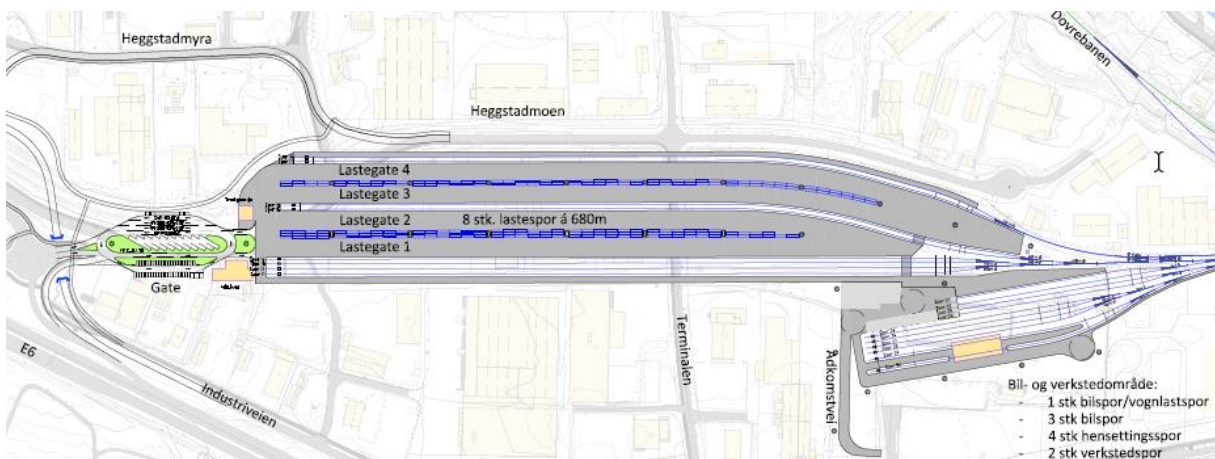 Heggstadmyra
Dovrebanen
Heggstadmoen
Lastegate 4
Lastegate 3
Lastegate 2
8 stk. lastespor á 680m
Lastegate 1
Gate
Terminalen
Adkomstvei
E6
Industriveien
Bil- og verkstedområde:
- 1 stk bilspor/vognlastspor
- 3 stk bilspor
- 4 stk hensettingsspor
- 2 stk verkstedspor